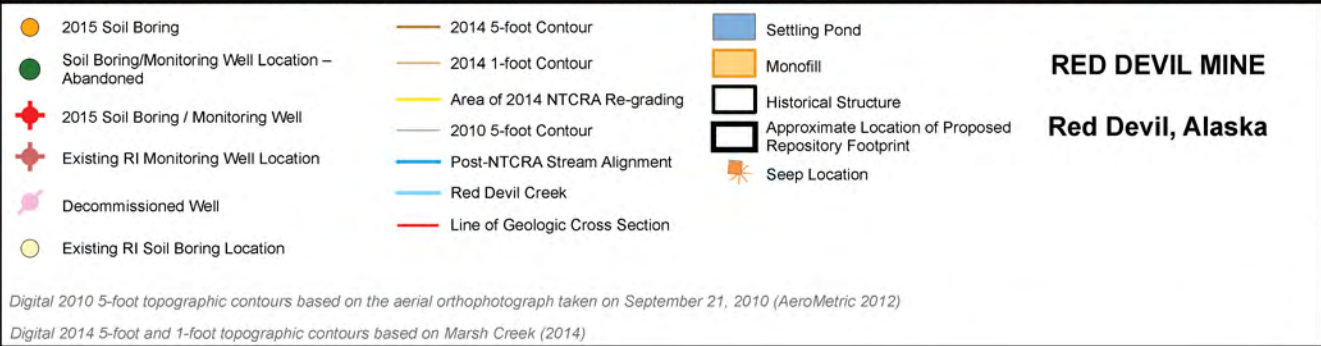 2015 Soil Boring
Soil Boring/Monitoring Well Location –
Abandoned
2015 Soil Boring / Monitoring Well
Existing RI Monitoring Well Location
Decommissioned Well
Existing RI Soil Boring Location
2014 5-foot Contour
2014 1-foot Contour
Area of 2014 NTCRA Re-grading
2010 5-foot Contour
Post-NTCRA Stream Alignment
Red Devil Creek
Line of Geologic Cross Section
Settling Pond
Monofill
Historical Structure
Approximate Location of Proposed
Repository Footprint
Seep Location
RED DEVIL MINE
Red Devil, Alaska
Digital 2010 5-foot topographic contours based on the aerial orthophotograph taken on September 21, 2010 (AeroMetric 2012)
Digital 2014 5-foot and 1-foot topographic contours based on Marsh Creek (2014)